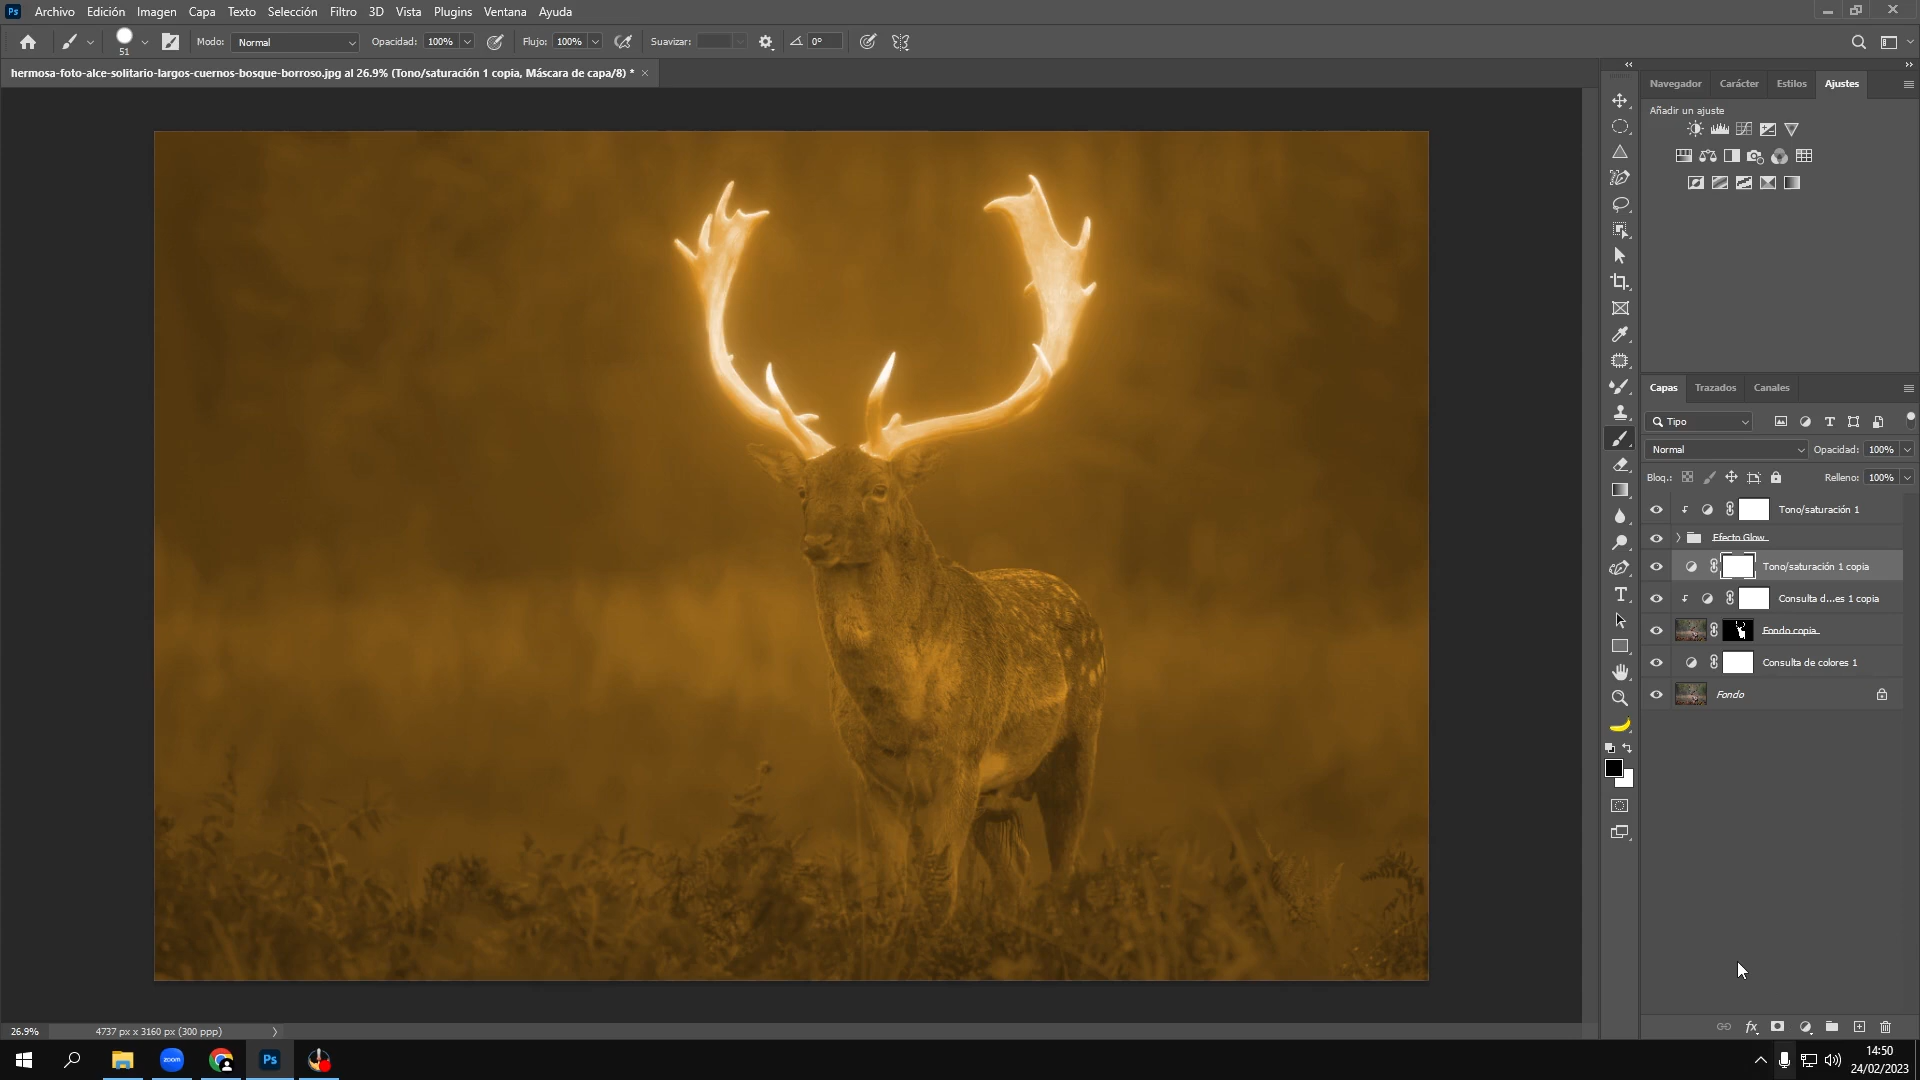 Ps Archivo Edición Imagen Capa Texto Selección Filtro 3D Vista Plugins Ventana Ayuda
51 Modo: Normal Opacidad: 100% Flujo: 100% Suavizar: 0°
hermosa-foto-alce-solitario-largos-cuernos-bosque-borroso.jpg al 26.9% (Tono/saturación 1 copia, Máscara de capa/8) * ×
Navegador Carácter Estilos Ajustes
Añadir un ajuste
Capas Trazados Canales
Tipo
Normal Opacidad: 100%
Bloq.: Relleno: 100%
Tono/saturación 1
Efecto Glow
Tono/saturación 1 copia
Consulta d...es 1 copia
Fondo copia
Consulta de colores 1
Fondo
26.9% 4737 px x 3160 px (300 ppp)
zoom Ps
14:50
24/02/2023